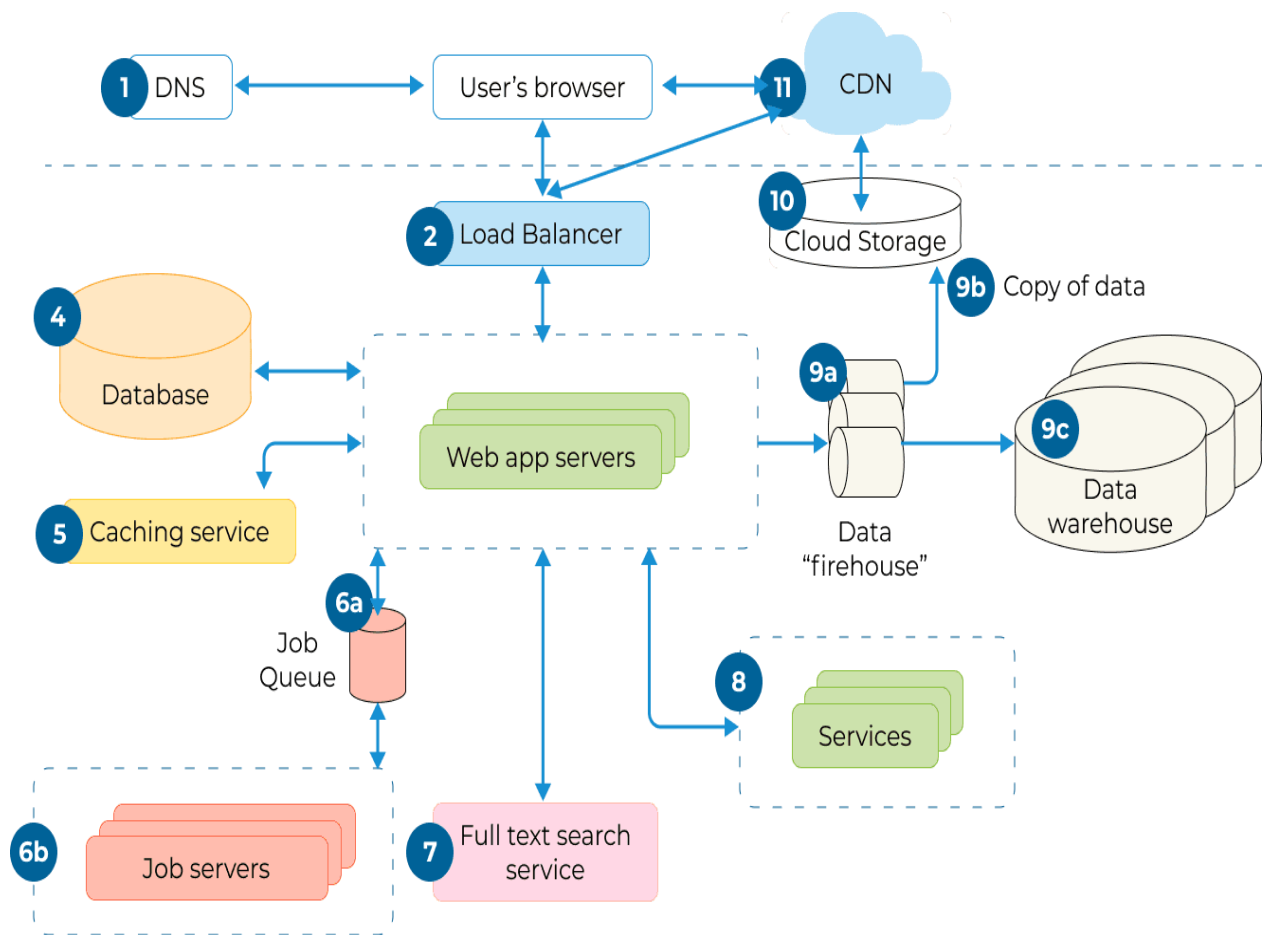 1 DNS
User's browser
11 CDN
10
Cloud Storage
2 Load Balancer
9b Copy of data
4
Database
9a
9c
Web app servers
Data
warehouse
5 Caching service
Data
“firehouse”
6a
Job
Queue
8
Services
6b
Job servers
7
Full text search
service